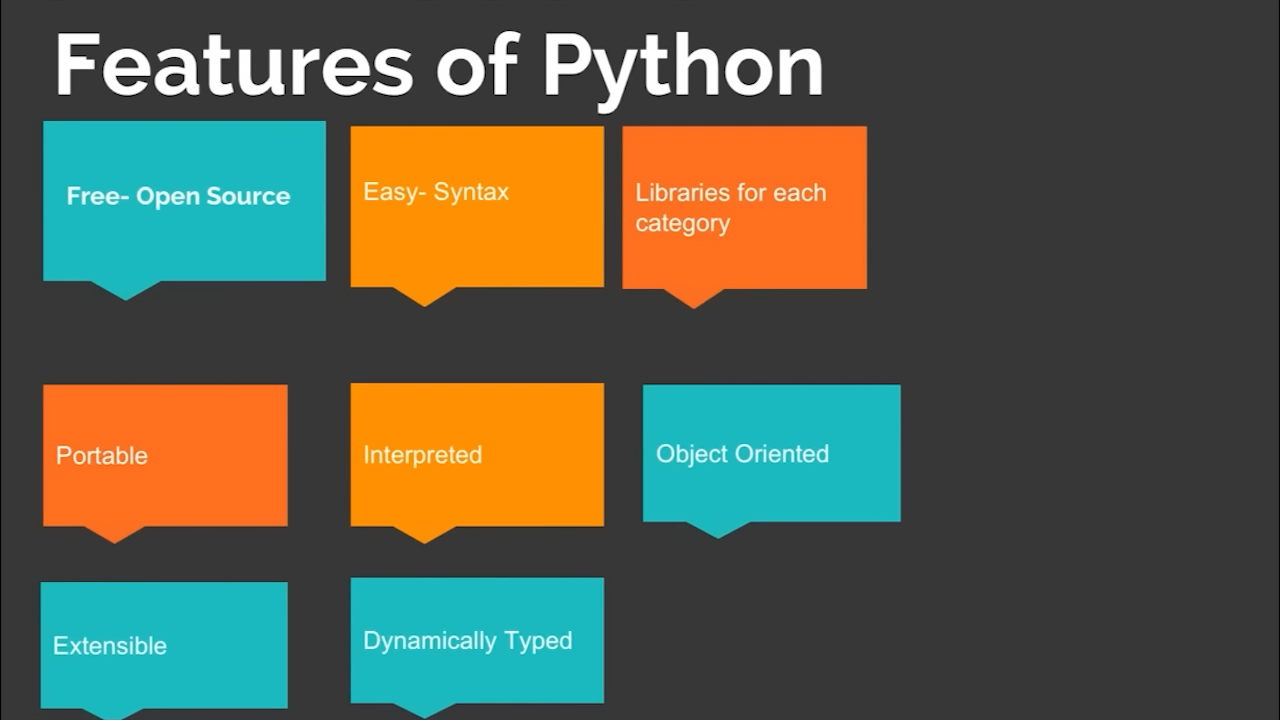 Features of Python
Free- Open Source
Easy- Syntax
Libraries for each
category
Portable
Interpreted
Object Oriented
Extensible
Dynamically Typed